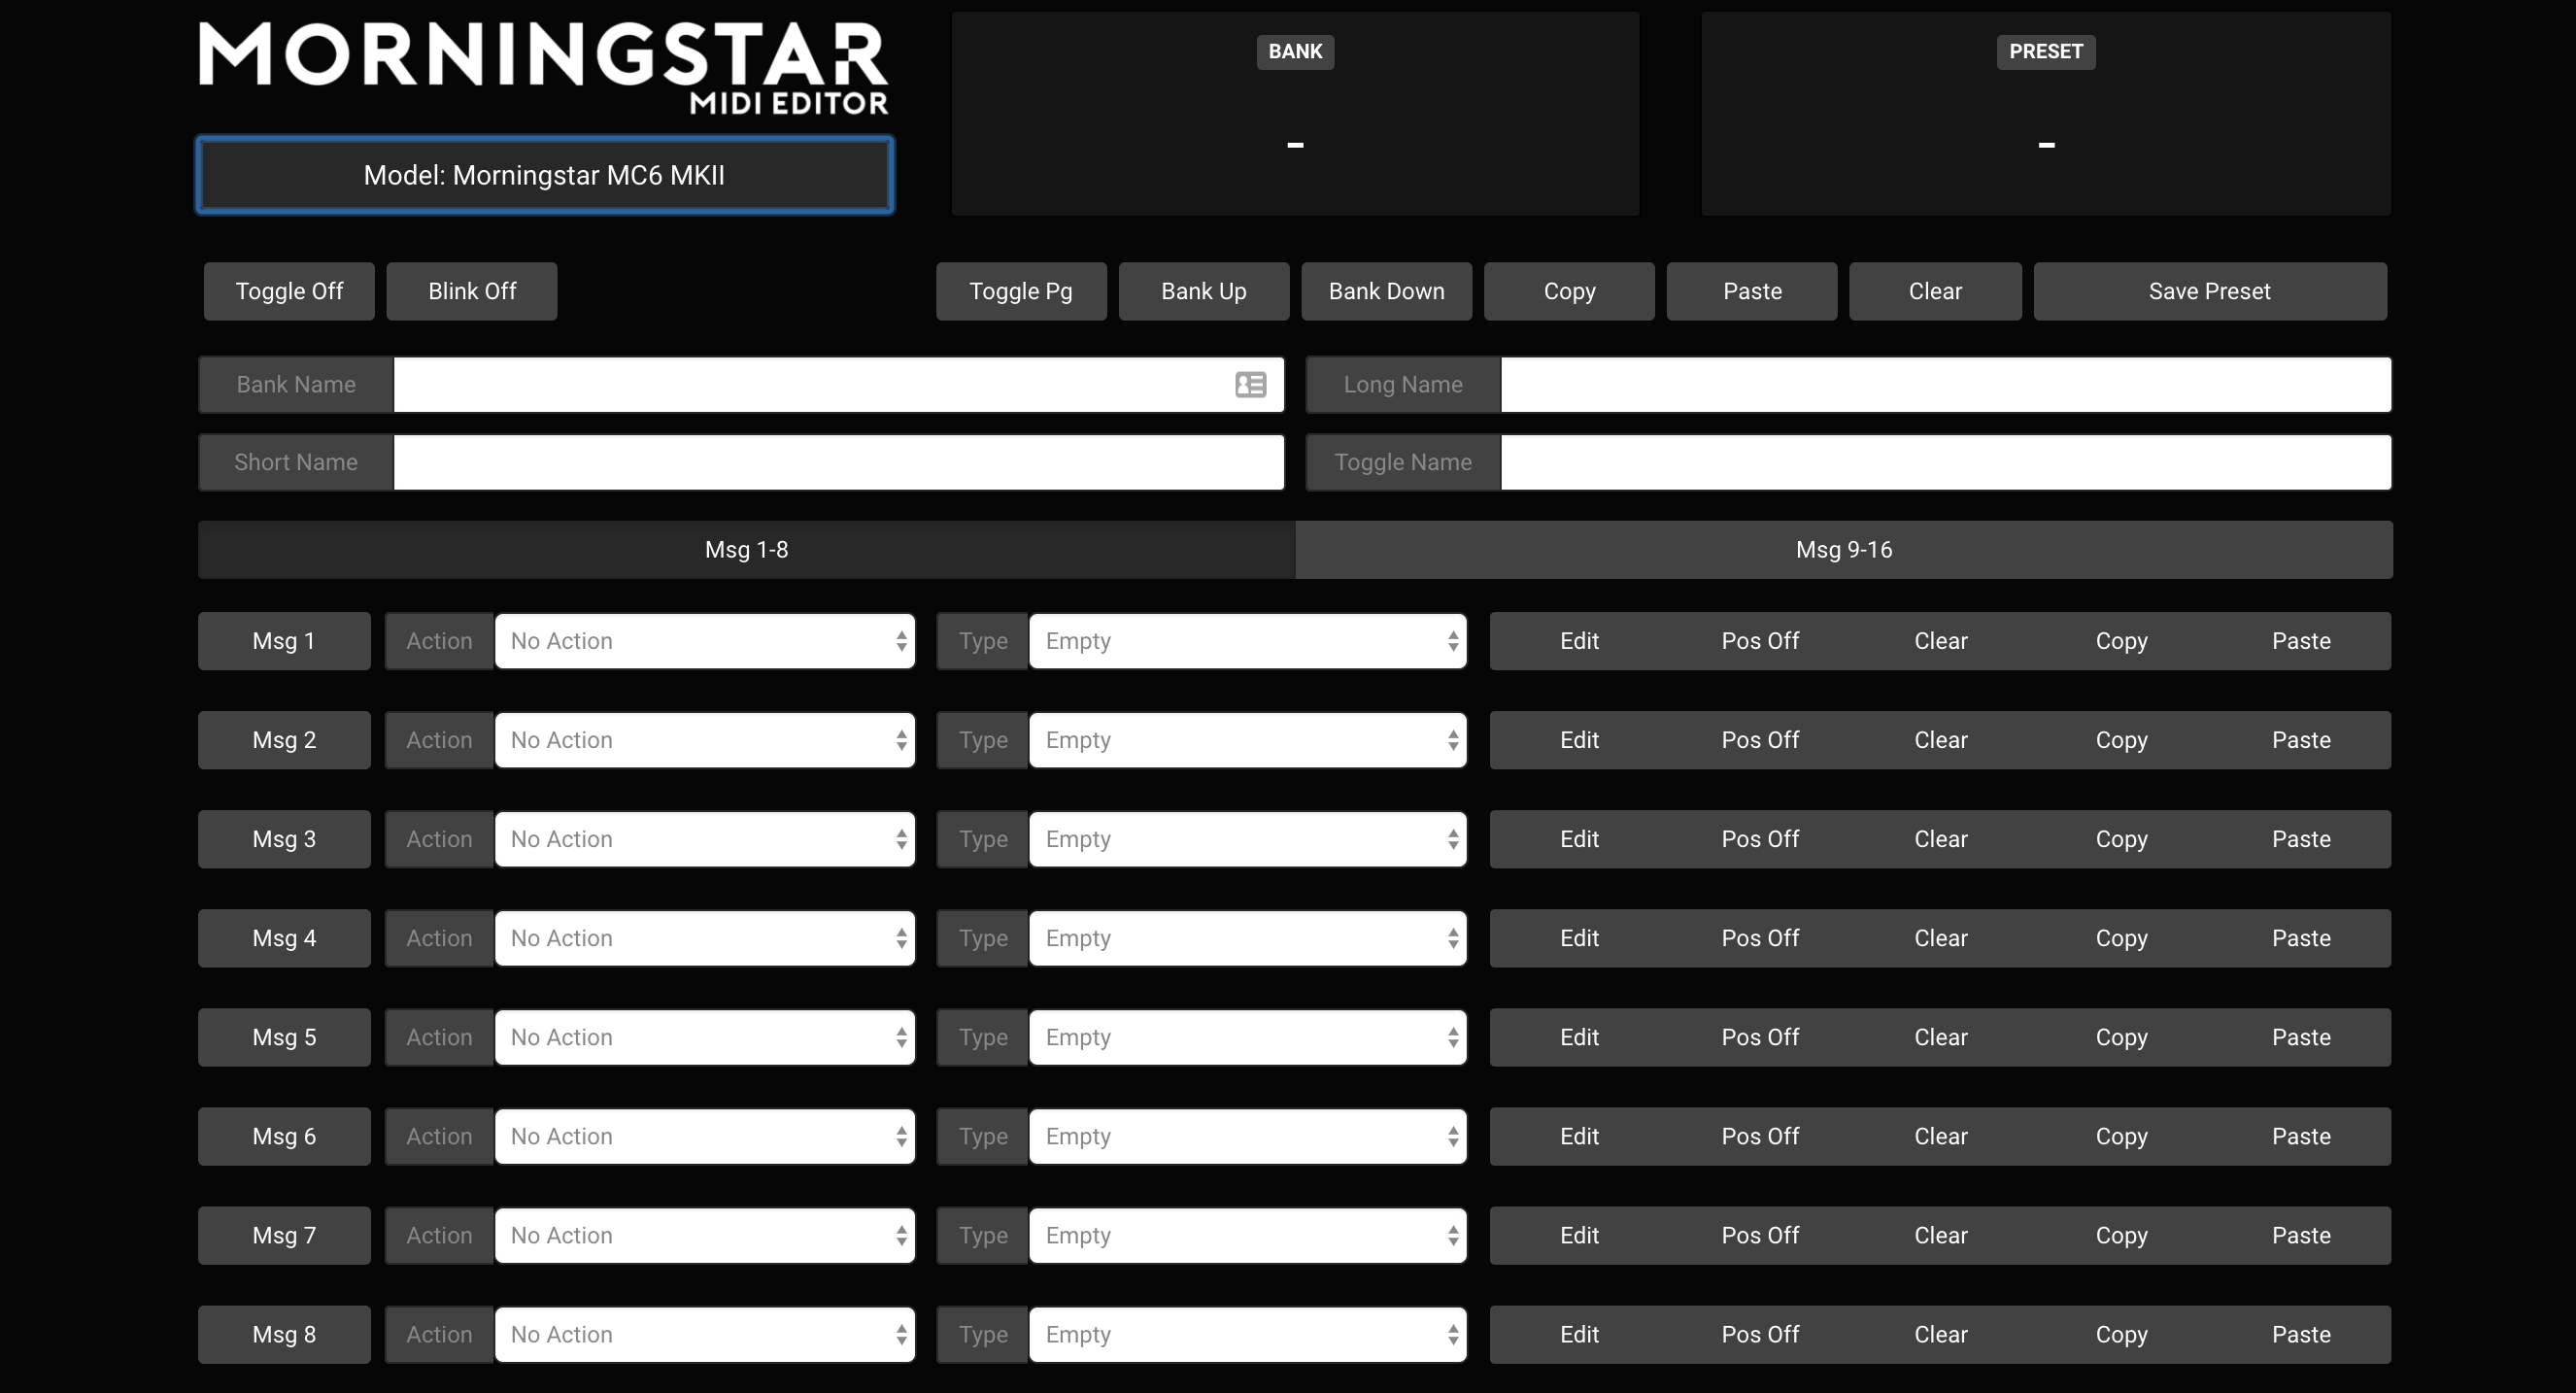 MORNINGSTAR
MIDI EDITOR
Model: Morningstar MC6 MKII
BANK
-
PRESET
-
Toggle Off Blink Off Toggle Pg Bank Up Bank Down Copy Paste Clear Save Preset
Bank Name Long Name
Short Name Toggle Name
Msg 1-8 Msg 9-16
Msg 1 Action No Action Type Empty Edit Pos Off Clear Copy Paste
Msg 2 Action No Action Type Empty Edit Pos Off Clear Copy Paste
Msg 3 Action No Action Type Empty Edit Pos Off Clear Copy Paste
Msg 4 Action No Action Type Empty Edit Pos Off Clear Copy Paste
Msg 5 Action No Action Type Empty Edit Pos Off Clear Copy Paste
Msg 6 Action No Action Type Empty Edit Pos Off Clear Copy Paste
Msg 7 Action No Action Type Empty Edit Pos Off Clear Copy Paste
Msg 8 Action No Action Type Empty Edit Pos Off Clear Copy Paste